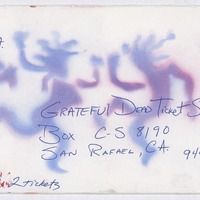 GRATEFUL DEAD TICKET S
BOX C-S 8190
SAN RAFAEL, CA.
94
2 tickets